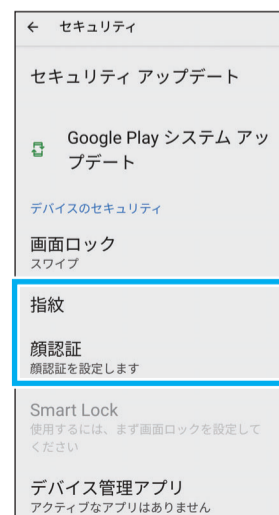 ← セキュリティ
セキュリティ アップデート
Google Play システム アッ
プデート
デバイスのセキュリティ
画面ロック
スワイプ
指紋
顔認証
顔認証を設定します
Smart Lock
使用するには、まず画面ロックを設定して
ください
デバイス管理アプリ
アクティブなアプリはありません